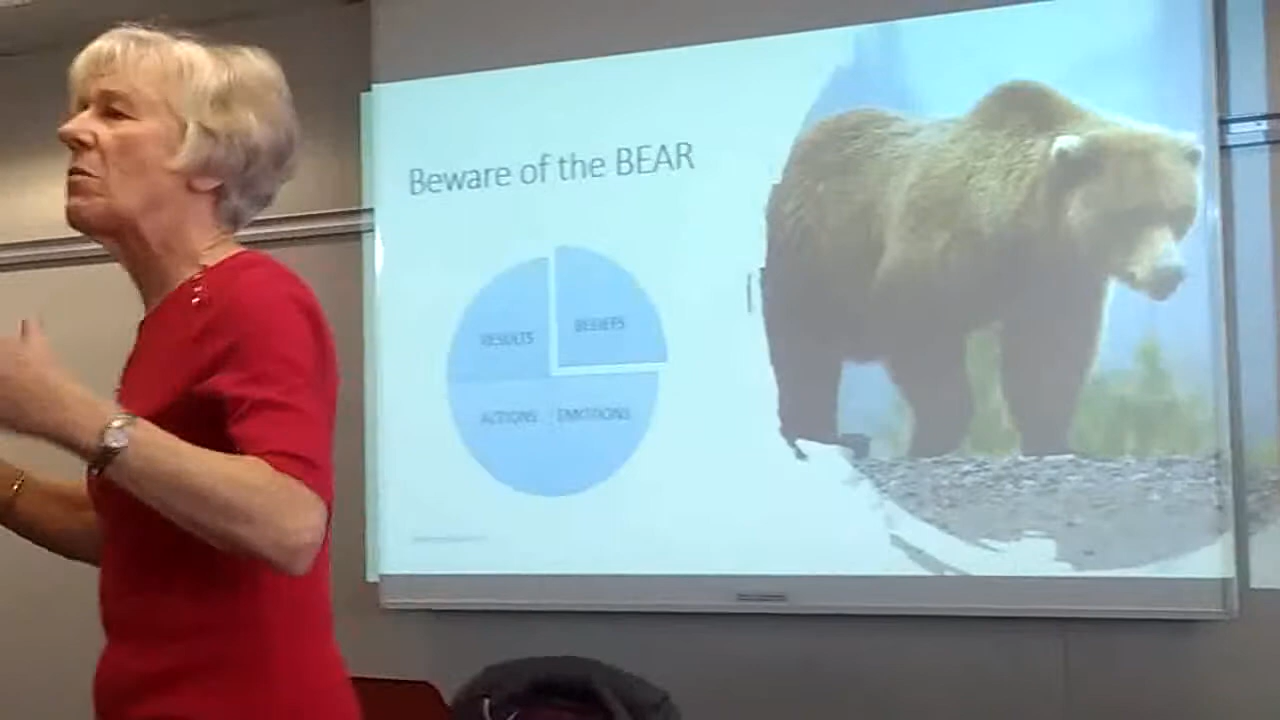 Beware of the BEAR
RESULTS
BELIEFS
ACTIONS
EMOTIONS